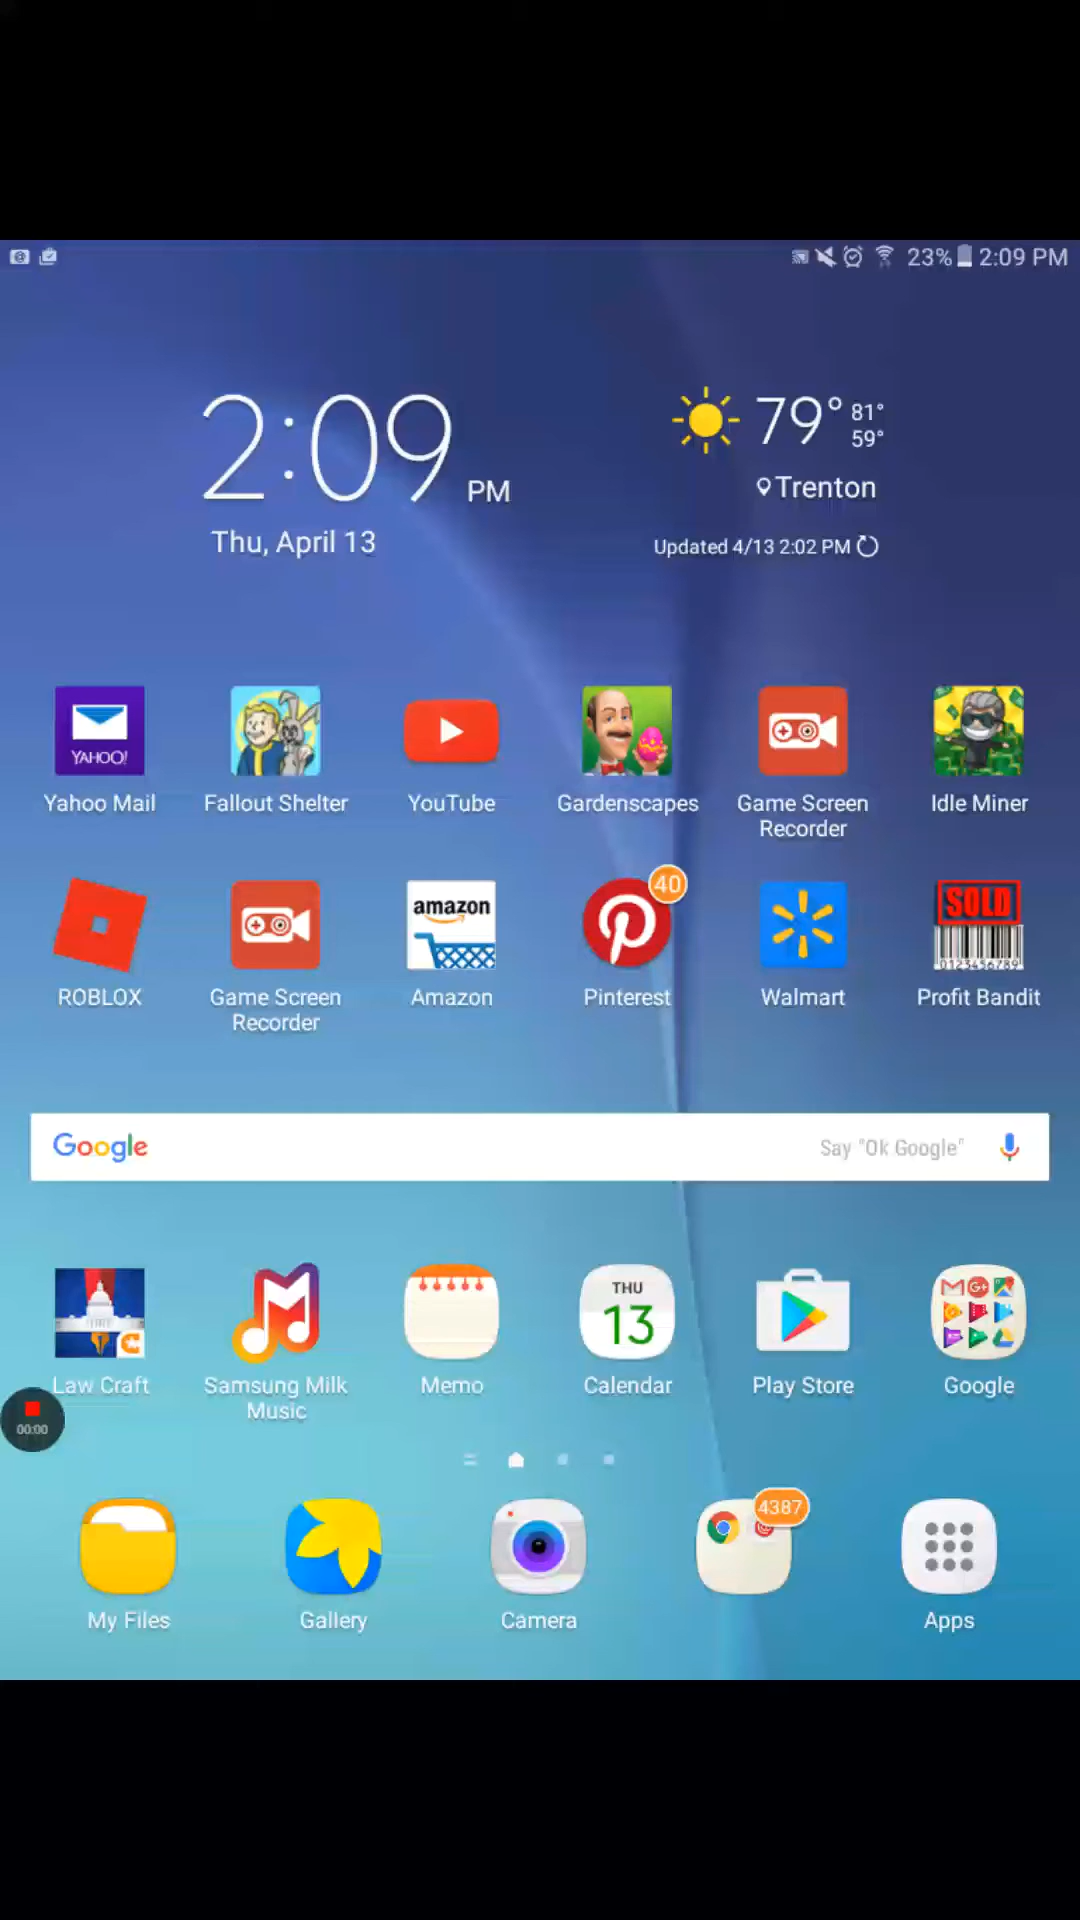 23% 2:09 PM
2:09 PM
Thu, April 13
79° 81°
59°
Trenton
Updated 4/13 2:02 PM
YAHOO!
Yahoo Mail
Fallout Shelter
YouTube
Gardenscapes
Game Screen
Recorder
Idle Miner
amazon
40
SOLD
0123456789
ROBLOX
Game Screen
Recorder
Amazon
Pinterest
Walmart
Profit Bandit
Google
Say "Ok Google"
THU
13
Law Craft
Samsung Milk
Music
Memo
Calendar
Play Store
Google
00:00
4387
My Files
Gallery
Camera
Apps